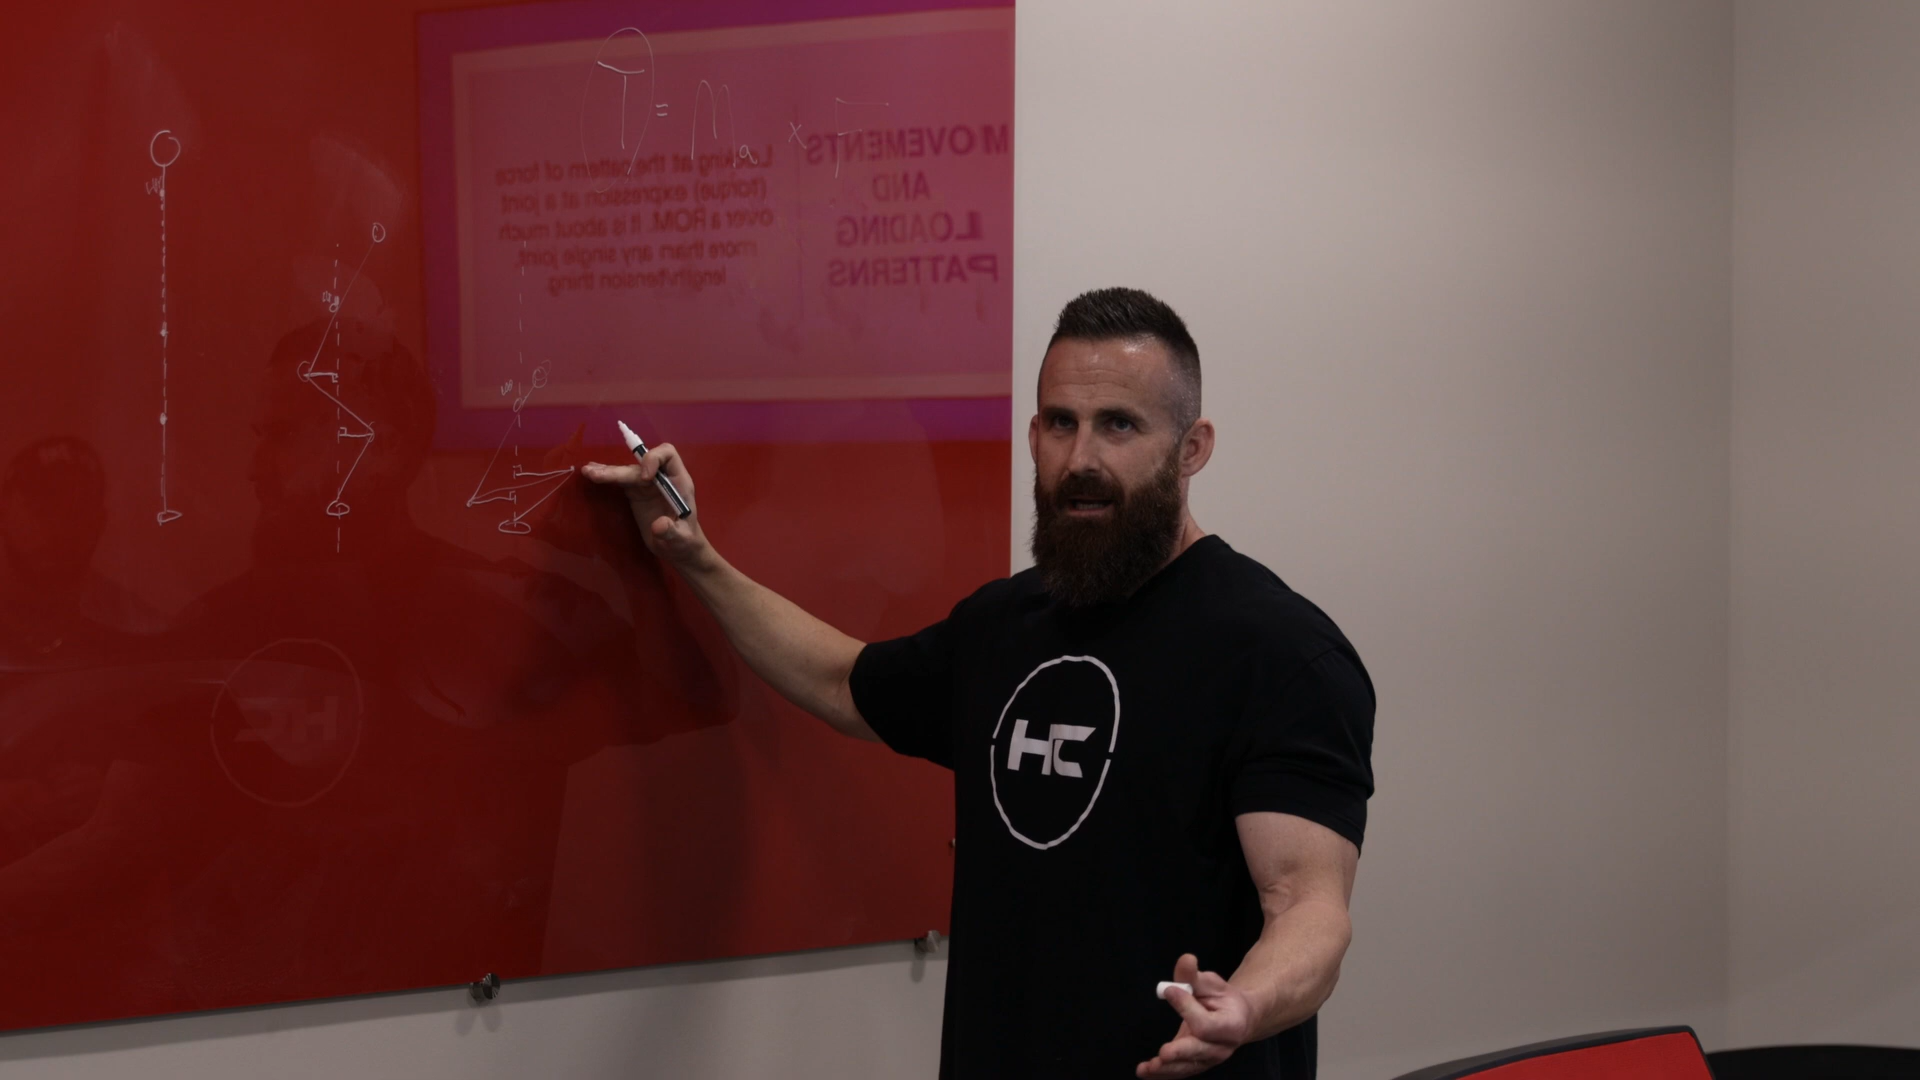 T = Ma x F
MOVEMENTS
AND
LOADING
PATTERNS
Looking at the pattern of force
(torque) expression at a joint
over a ROM. It is about much
more than any single joint,
length/tension thing.
HC